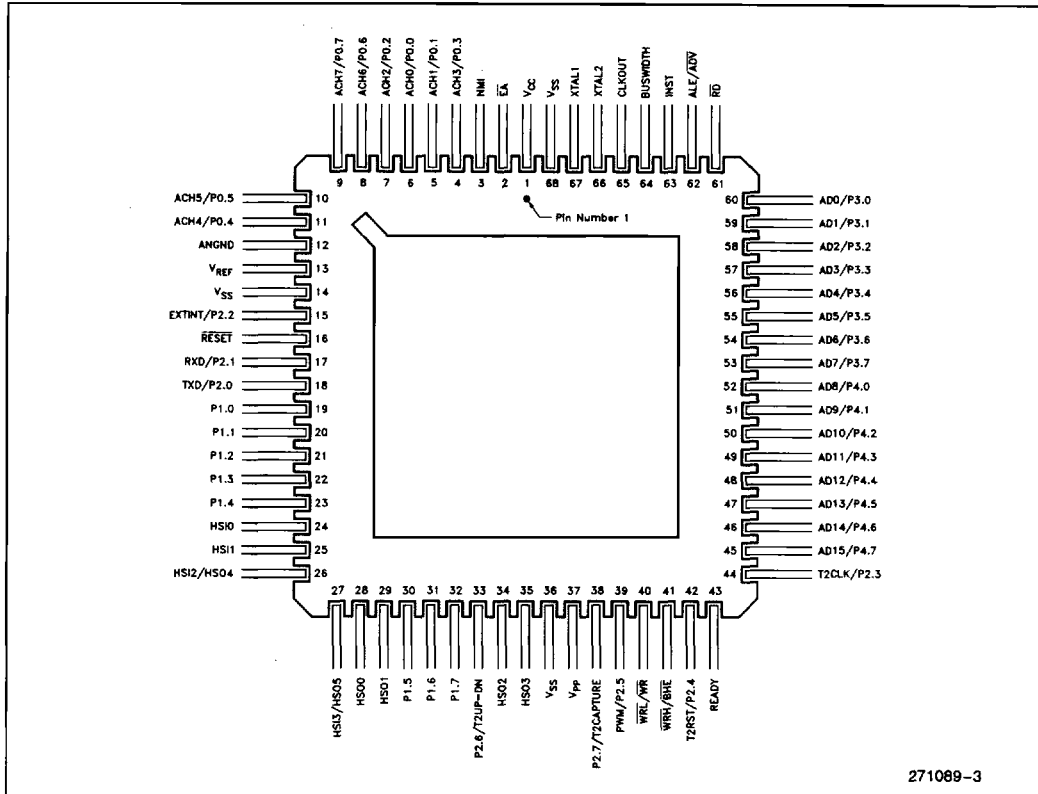 ACH7/P0.7
ACH6/P0.6
ACH2/P0.2
ACH0/P0.0
ACH1/P0.1
ACH3/P0.3
NMI
EA
VCC
VSS
XTAL1
XTAL2
CLKOUT
BUSWIDTH
INST
ALE/ADV
RD
9 8 7 6 5 4 3 2 1 68 67 66 65 64 63 62 61
Pin Number 1
ACH5/P0.5 10
ACH4/P0.4 11
ANGND 12
VREF 13
VSS 14
EXTINT/P2.2 15
RESET 16
RXD/P2.1 17
TXD/P2.0 18
P1.0 19
P1.1 20
P1.2 21
P1.3 22
P1.4 23
HSI0 24
HSI1 25
HSI2/HSO4 26
60 AD0/P3.0
59 AD1/P3.1
58 AD2/P3.2
57 AD3/P3.3
56 AD4/P3.4
55 AD5/P3.5
54 AD6/P3.6
53 AD7/P3.7
52 AD8/P4.0
51 AD9/P4.1
50 AD10/P4.2
49 AD11/P4.3
48 AD12/P4.4
47 AD13/P4.5
46 AD14/P4.6
45 AD15/P4.7
44 T2CLK/P2.3
27 28 29 30 31 32 33 34 35 36 37 38 39 40 41 42 43
HSI3/HSO5
HSO0
HSO1
P1.5
P1.6
P1.7
P2.6/T2UP-DN
HSO2
HSO3
VSS
VPP
P2.7/T2CAPTURE
PWM/P2.5
WRL/WR
WRH/BHE
T2RST/P2.4
READY
271089-3